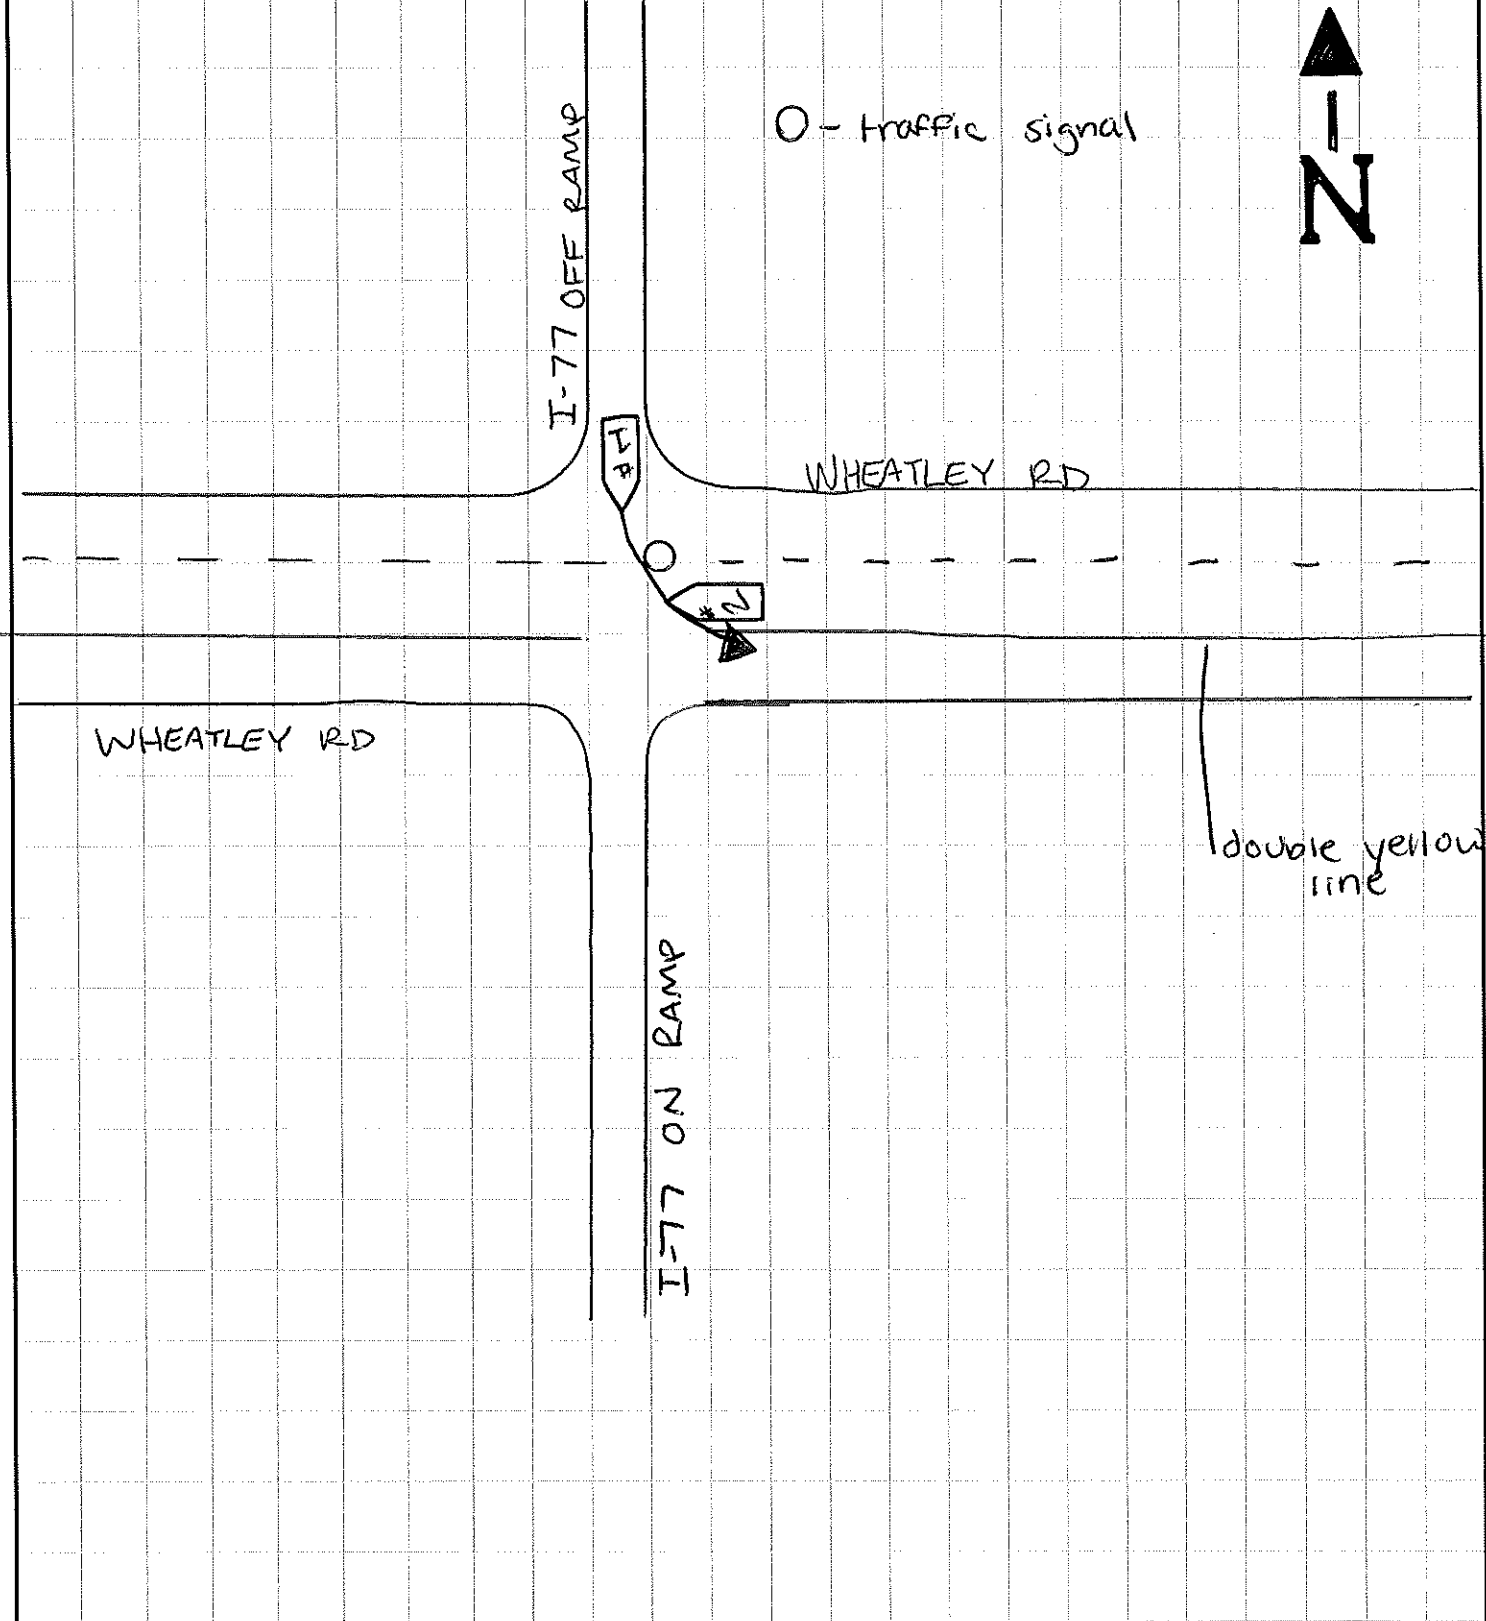 O - traffic signal
N
I-77 OFF RAMP
#1
WHEATLEY RD
#2
WHEATLEY RD
double yellow
line
I-77 ON RAMP